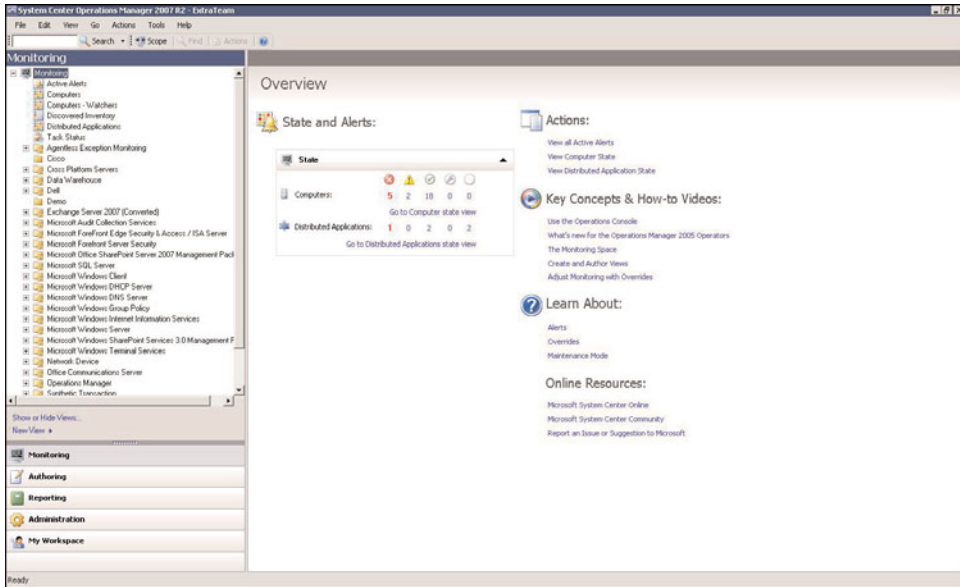 System Center Operations Manager 2007 R2 - ExtraTeam
File Edit View Go Actions Tools Help
Search Scope Find Actions
Monitoring
Overview
Monitoring
Active Alerts
Computers
Computers - Watchers
Discovered Inventory
Distributed Applications
Task Status
Agentless Exception Monitoring
Cisco
Cross Platform Servers
Data Warehouse
Dell
Demo
Exchange Server 2007 (Converted)
Microsoft Audit Collection Services
Microsoft ForeFront Edge Security & Access / ISA Server
Microsoft Forefront Server Security
Microsoft Office SharePoint Server 2007 Management Pack
Microsoft SQL Server
Microsoft Windows Client
Microsoft Windows DHCP Server
Microsoft Windows DNS Server
Microsoft Windows Group Policy
Microsoft Windows Internet Information Services
Microsoft Windows Server
Microsoft Windows SharePoint Services 3.0 Management P
Microsoft Windows Terminal Services
Network Device
Office Communications Server
Operations Manager
Synthetic Transaction
Show or Hide Views...
New View
Monitoring
Authoring
Reporting
Administration
My Workspace
Ready
State and Alerts:
State
Computers: 5 2 18 0 0
Go to Computer state view
Distributed Applications: 1 0 2 0 2
Go to Distributed Applications state view
Actions:
View all Active Alerts
View Computer State
View Distributed Application State
Key Concepts & How-to Videos:
Use the Operations Console
What's new for the Operations Manager 2005 Operators
The Monitoring Space
Create and Author Views
Adjust Monitoring with Overrides
Learn About:
Alerts
Overrides
Maintenance Mode
Online Resources:
Microsoft System Center Online
Microsoft System Center Community
Report an Issue or Suggestion to Microsoft